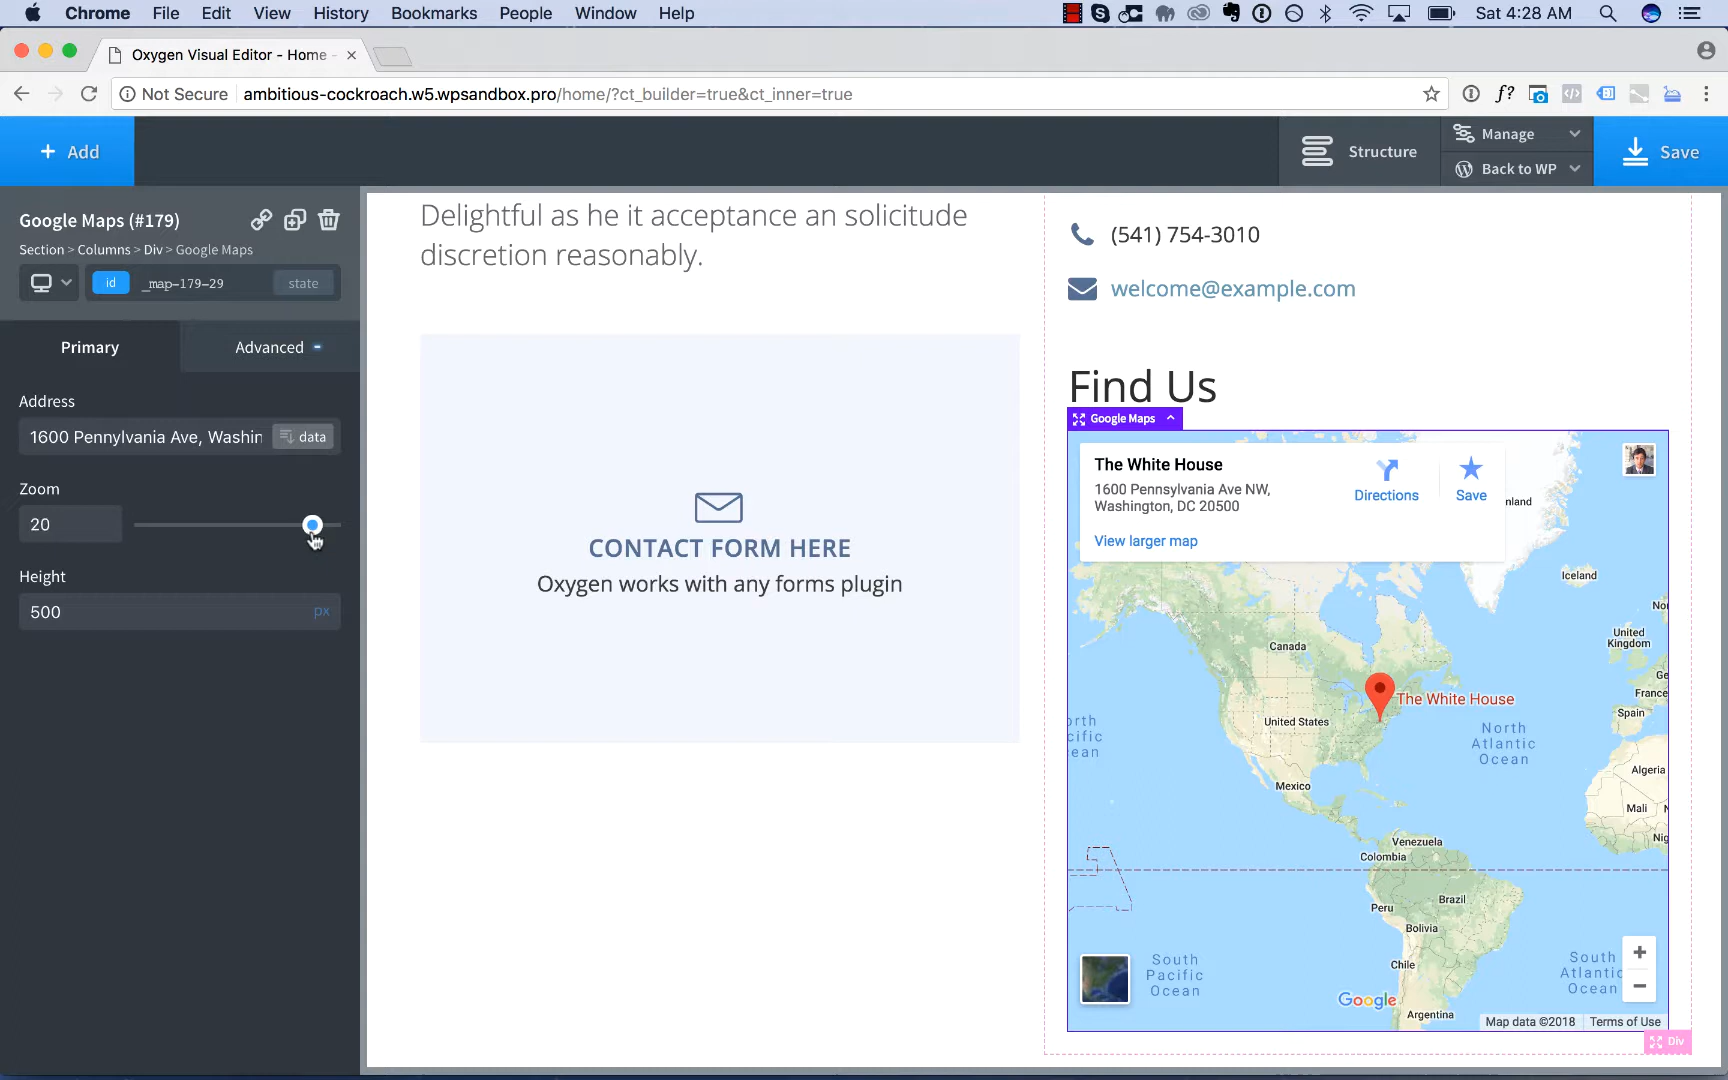 Chrome File Edit View History Bookmarks People Window Help
Sat 4:28 AM
Oxygen Visual Editor - Home -
Not Secure ambitious-cockroach.w5.wpsandbox.pro/home/?ct_builder=true&ct_inner=true
f?
+ Add
Structure
Manage
Back to WP
Save
Google Maps (#179)
Section > Columns > Div > Google Maps
id _map-179-29 state
Primary
Advanced
Address
1600 Pennylvania Ave, Washin
data
Zoom
20
Height
500 px
Delightful as he it acceptance an solicitude
discretion reasonably.
CONTACT FORM HERE
Oxygen works with any forms plugin
(541) 754-3010
welcome@example.com
Find Us
Google Maps
The White House
1600 Pennsylvania Ave NW,
Washington, DC 20500
View larger map
Directions
Save
nland
Iceland
No
United
Kingdom
Canada
Ge
France
The White House
Spain
United States
orth
cific
ean
North
Atlantic
Ocean
Algeria
Mexico
Mali
Nig
Venezuela
Colombia
Brazil
Peru
Bolivia
South
Pacific
Ocean
Chile
South
Atlantic
Ocean
+
−
Google
Argentina
Map data ©2018 Terms of Use
Div